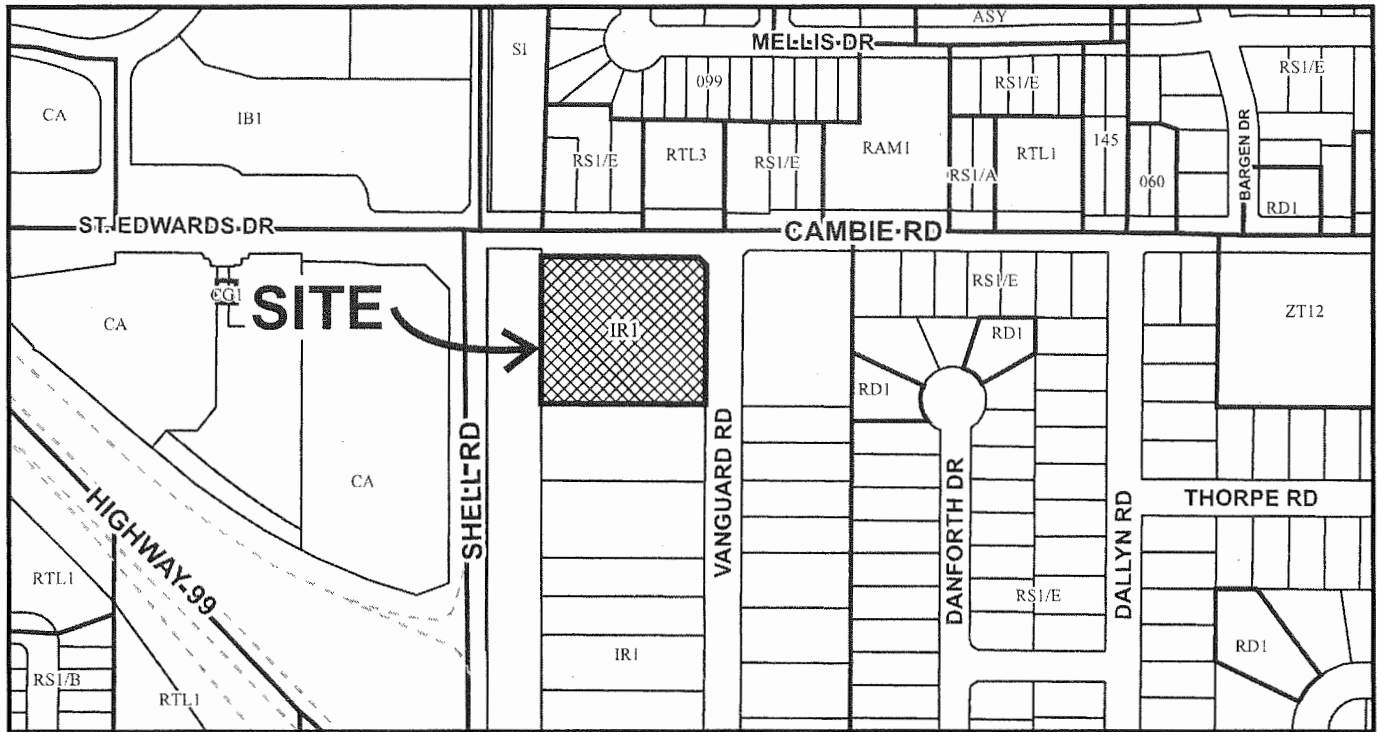 ASY
S1
MELLIS DR
RS1/E
099
RS1/E
CA
IB1
145
RAM1
RTL3
RTL1
RS1/E
RS1/E
RS1/A
060
BARGEN DR
RD1
ST. EDWARDS DR
CAMBIE RD
CG1
SITE
RS1/E
CA
IR1
RD1
ZT12
RD1
VANGUARD RD
SHELL RD
CA
DANFORTH DR
DALLYN RD
THORPE RD
HIGHWAY 99
RTL1
RS1/E
RD1
IR1
RS1/B
RTL1